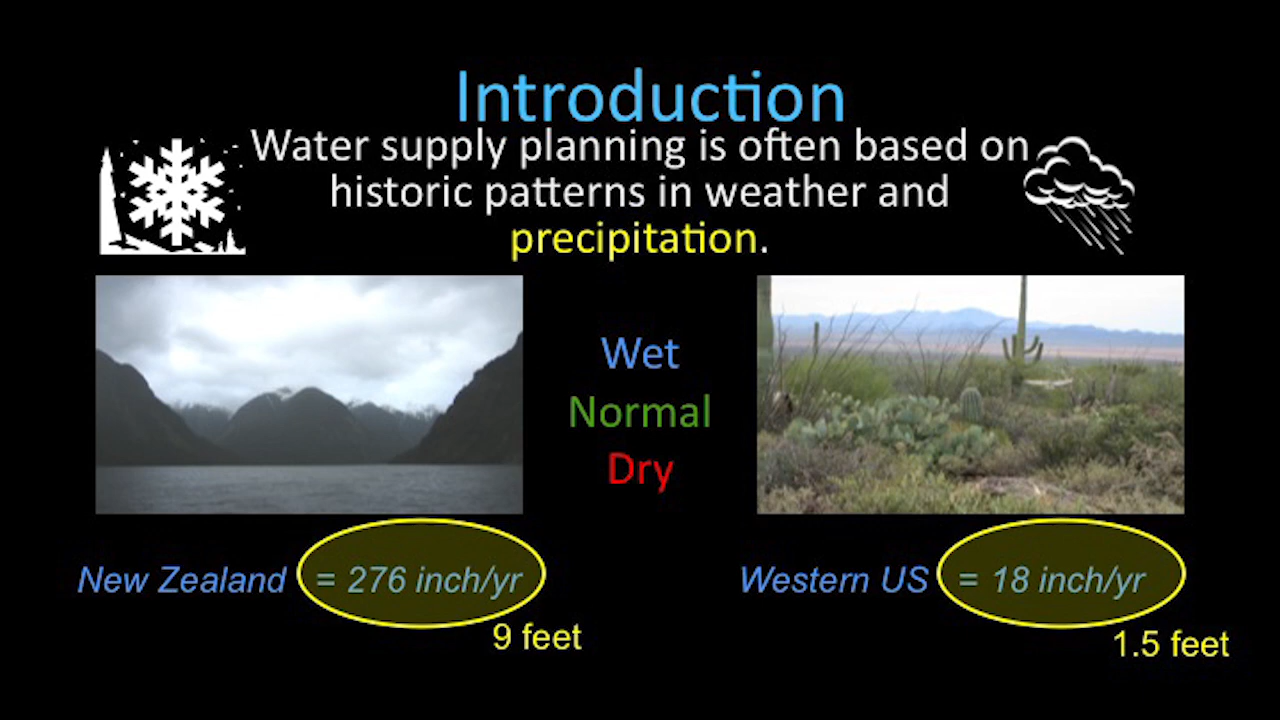 Introduction
Water supply planning is often based on
historic patterns in weather and
precipitation.
Wet
Normal
Dry
New Zealand = 276 inch/yr
9 feet
Western US = 18 inch/yr
1.5 feet